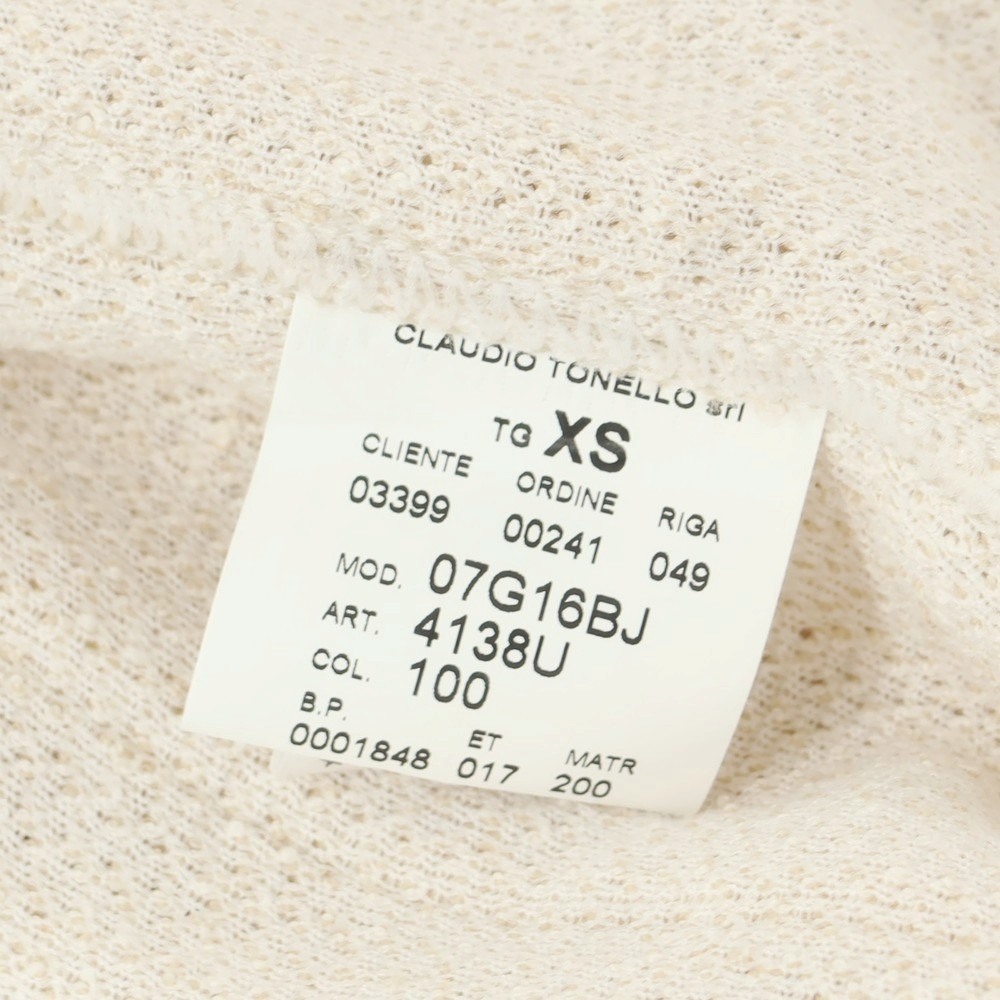 CLAUDIO TONELLO srl
TG XS
CLIENTE ORDINE RIGA
03399 00241 049
MOD. 07G16BJ
ART. 4138U
COL. 100
B.P. ET MATR
0001848 017 200